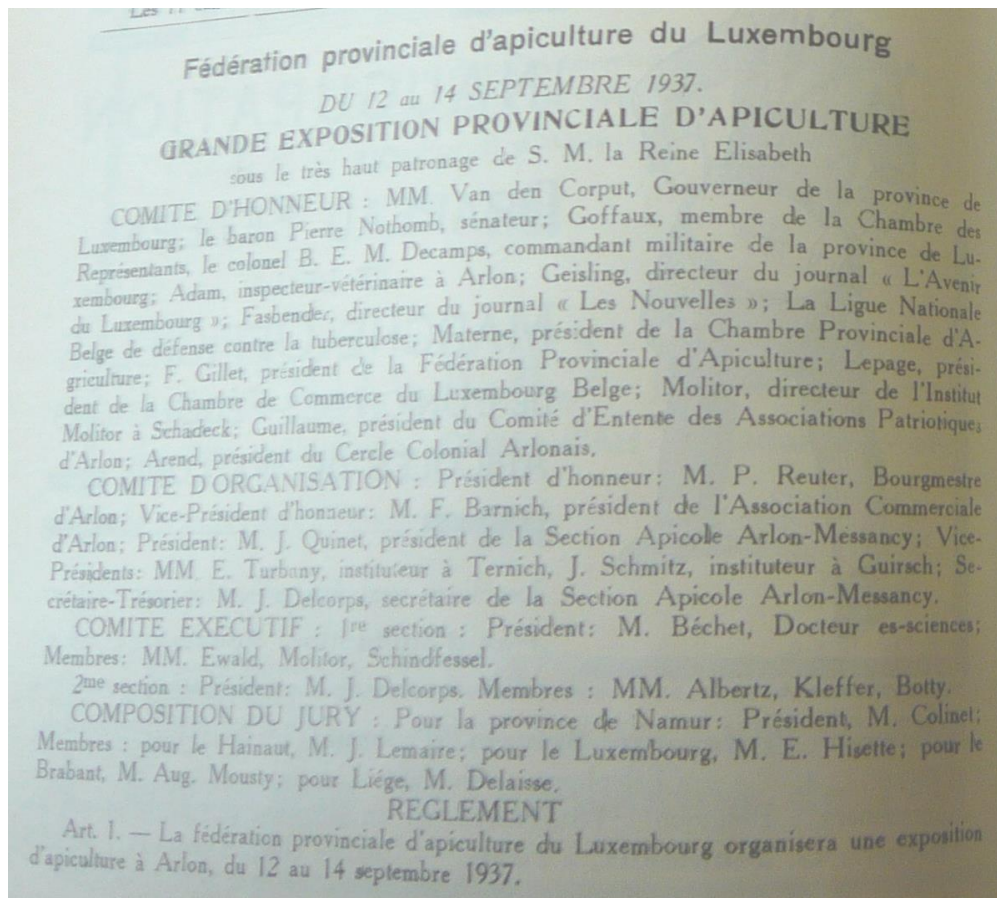 Les
Fédération provinciale d'apiculture du Luxembourg
DU 12 au 14 SEPTEMBRE 1937.
GRANDE EXPOSITION PROVINCIALE D'APICULTURE
sous le très haut patronage de S. M. la Reine Elisabeth
COMITE D'HONNEUR : MM. Van den Corput, Gouverneur de la province de
Luxembourg; le baron Pierre Nothomb, sénateur; Goffaux, membre de la Chambre des
Représentants, le colonel B. E. M. Decamps, commandant militaire de la province de Lu-
xembourg; Adam, inspecteur-vétérinaire à Arlon; Geisling, directeur du journal « L'Avenir
du Luxembourg »; Fasbender, directeur du journal « Les Nouvelles »; La Ligue Nationale
Belge de défense contre la tuberculose; Materne, président de la Chambre Provinciale d'A-
griculture; F. Gillet, président de la Fédération Provinciale d'Apiculture; Lepage, prési-
dent de la Chambre de Commerce du Luxembourg Belge; Molitor, directeur de l'Institut
Molitor à Schadeck; Guillaume, président du Comité d'Entente des Associations Patriotiques
d'Arlon; Arend, président du Cercle Colonial Arlonais.
COMITE D'ORGANISATION : Président d'honneur: M. P. Reuter, Bourgmestre
d'Arlon; Vice-Président d'honneur: M. F. Barnich, président de l'Association Commerciale
d'Arlon; Président: M. J. Quinet, président de la Section Apicole Arlon-Messancy; Vice-
Présidents: MM. E. Turbany, instituteur à Ternich, J. Schmitz, instituteur à Guirsch; Se-
crétaire-Trésorier: M. J. Delcorps, secrétaire de la Section Apicole Arlon-Messancy.
COMITE EXECUTIF : 1re section : Président: M. Béchet, Docteur es-sciences;
Membres: MM. Ewald, Molitor, Schindfessel.
2me section : Président: M. J. Delcorps. Membres : MM. Albertz, Kleffer, Botty.
COMPOSITION DU JURY : Pour la province de Namur: Président, M. Colinet;
Membres : pour le Hainaut, M. J. Lemaire; pour le Luxembourg, M. E. Hisette; pour le
Brabant, M. Aug. Mousty; pour Liége, M. Delaisse.
REGLEMENT
Art. 1. — La fédération provinciale d'apiculture du Luxembourg organisera une exposition
d'apiculture à Arlon, du 12 au 14 septembre 1937.